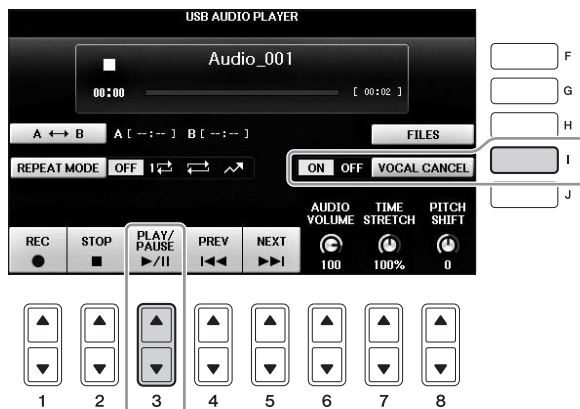 USB AUDIO PLAYER
Audio_001
00:00 [ 00:02 ]
A ↔ B A [ --:-- ] B [ --:-- ] FILES
REPEAT MODE OFF 1 ON OFF VOCAL CANCEL
AUDIO VOLUME TIME STRETCH PITCH SHIFT
100 100% 0
REC STOP PLAY/PAUSE PREV NEXT
F
G
H
I
J
1 2 3 4 5 6 7 8